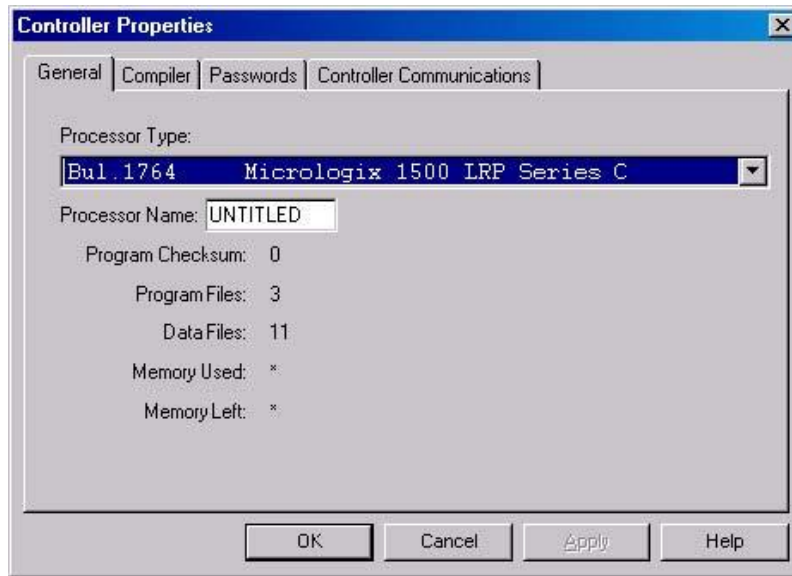 Controller Properties
General Compiler Passwords Controller Communications
Processor Type:
Bul.1764 Micrologix 1500 LRP Series C
Processor Name: UNTITLED
Program Checksum: 0
Program Files: 3
Data Files: 11
Memory Used: *
Memory Left: *
OK Cancel Apply Help